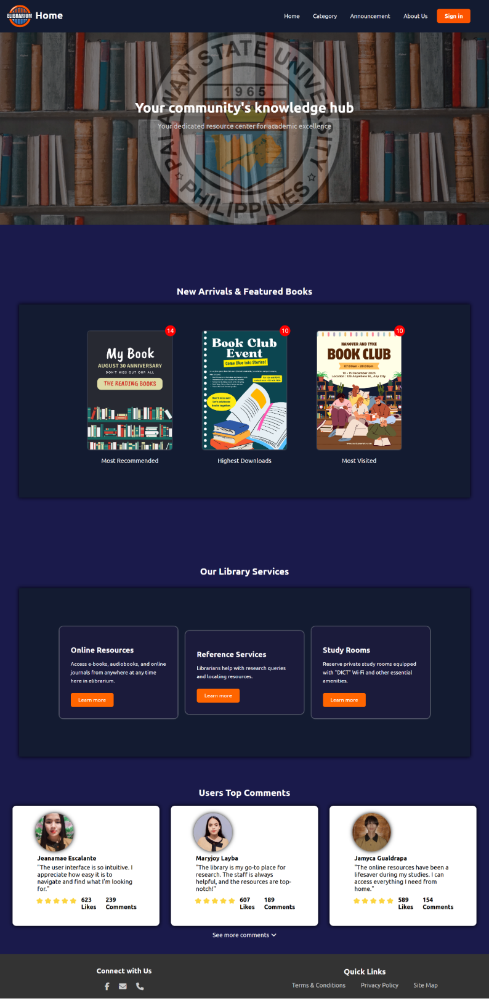 ELIBRARIUM
Home
Home
Category
Announcement
About Us
Sign in
PALAWAN STATE UNIVERSITY
1965
Your community's knowledge hub
Your dedicated resource center for academic excellence
PHILIPPINES
New Arrivals & Featured Books
14
My Book
AUGUST 30 ANNIVERSARY
DON'T MISS OUT OUR ALL
THE READING BOOKS
Most Recommended
10
Book Club
Event
Come Dive into Stories!
Don't miss out!
Let's celebrate
books together.
Highest Downloads
10
HANOVER AND TYKE
BOOK CLUB
07:00am - 20:00pm
10 - 15 December 2025
Location : 123 Anywhere St., Any City
Most Visited
Our Library Services
Online Resources
Access e-books, audiobooks, and online
journals from anywhere at any time
here in elibrarium.
Learn more
Reference Services
Librarians help with research queries
and locating resources.
Learn more
Study Rooms
Reserve private study rooms equipped
with "DICT" Wi-Fi and other essential
amenities.
Learn more
Users Top Comments
Jeanamae Escalante
"The user interface is so intuitive. I
appreciate how easy it is to
navigate and find what I'm looking
for."
623
Likes
239
Comments
Maryjoy Layba
"The library is my go-to place for
research. The staff is always
helpful, and the resources are top-
notch!"
607
Likes
189
Comments
Jamyca Gualdrapa
"The online resources have been a
lifesaver during my studies. I can
access everything I need from
home."
589
Likes
154
Comments
See more comments
Connect with Us
Quick Links
Terms & Conditions
Privacy Policy
Site Map